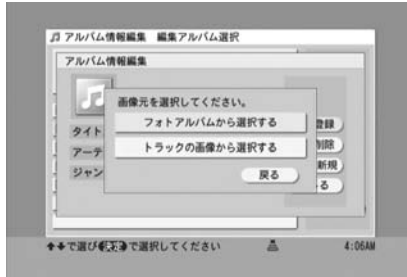 アルバム情報編集 編集アルバム選択
アルバム情報編集
画像元を選択してください。
フォトアルバムから選択する
トラックの画像から選択する
戻る
タイト
アーテ
ジャン
登録
削除
新規
る
↑↓で選び決定で選択してください
4:06AM